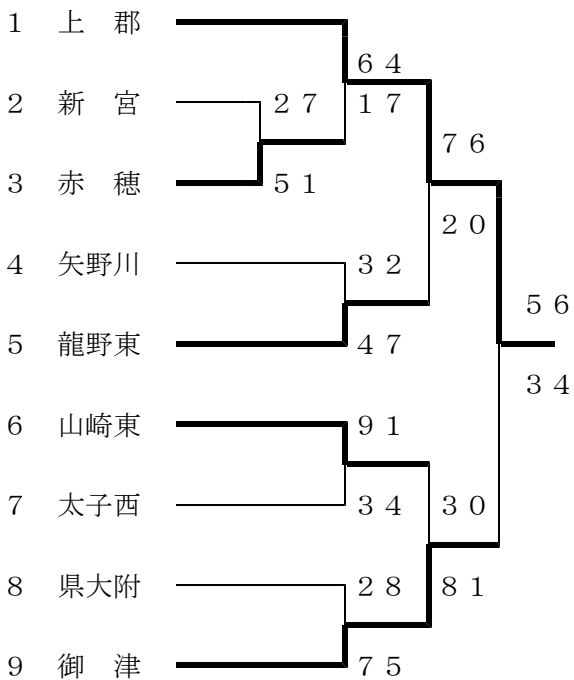 1 上 郡
6 4
2 新 宮
2 7
1 7
7 6
3 赤 穂
5 1
2 0
4 矢野川
3 2
5 6
5 龍野東
4 7
3 4
6 山崎東
9 1
7 太子西
3 4
3 0
8 県大附
2 8
8 1
9 御 津
7 5